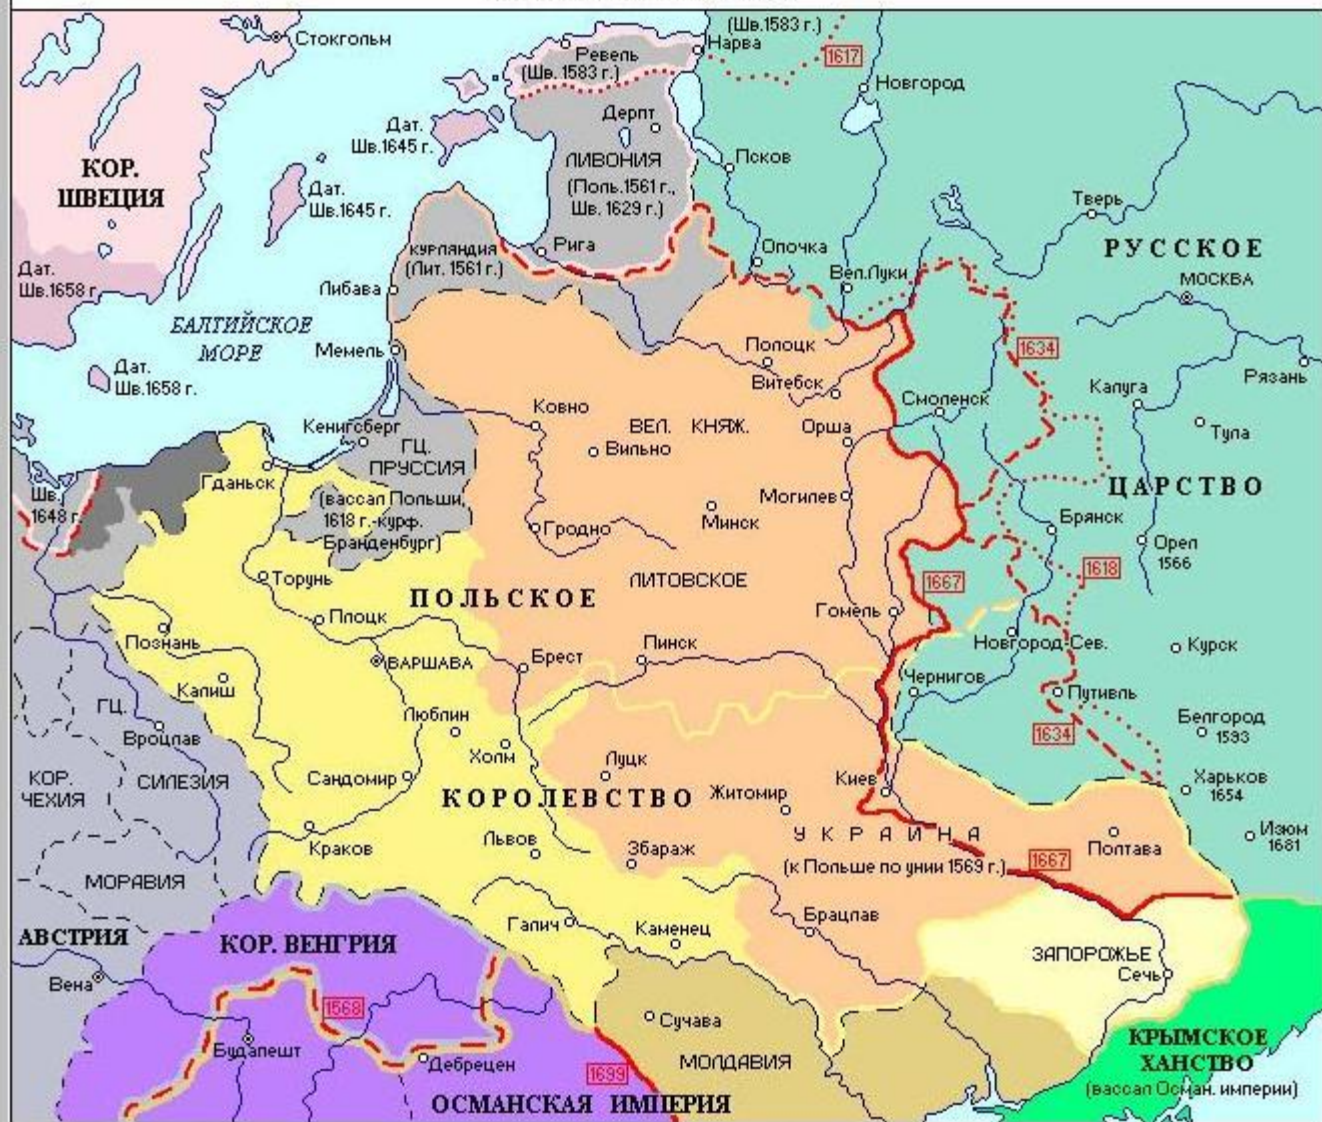 (Шв.1583 г.)
Стокгольм
Нарва
Ревель
(Шв. 1583 г.)
1617
Новгород
Дерпт
Дат.
Шв.1645 г.
ЛИВОНИЯ
(Поль.1561 г.,
Шв. 1629 г.)
Псков
КОР.
ШВЕЦИЯ
Дат.
Шв.1645 г.
Тверь
КУРЛЯНДИЯ
(Лит. 1561 г.)
Рига
Опочка
РУССКОЕ
Дат.
Шв.1658 г
Либава
Вел.Луки
МОСКВА
БАЛТИЙСКОЕ
МОРЕ
Мемель
Полоцк
1634
Дат.
Шв.1658 г.
Витебск
Рязань
Калуга
Смоленск
Ковно
Кенигсберг
ВЕЛ. КНЯЖ.
Орша
Тула
Вильно
ГЦ.
ПРУССИЯ
Гданьск
(вассал Польши,
1618 г.-курф.
Бранденбург)
Шв.
1648 г.
ЦАРСТВО
Могилев
Минск
Гродно
Брянск
Орел
1566
Торунь
ЛИТОВСКОЕ
1667
1618
ПОЛЬСКОЕ
Плоцк
Гомель
Познань
Пинск
Новгород-Сев.
Курск
ВАРШАВА
Брест
Калиш
Чернигов
Путивль
ГЦ.
Вроцлав
Люблин
Белгород
1593
1634
Холм
Луцк
КОР.
ЧЕХИЯ
СИЛЕЗИЯ
Сандомир
Киев
Харьков
1654
КОРОЛЕВСТВО
Житомир
УКРАИНА
Изюм
1681
Краков
Львов
Збараж
(к Польше по унии 1569 г.)
1667
Полтава
МОРАВИЯ
Галич
Каменец
Брацлав
АВСТРИЯ
КОР. ВЕНГРИЯ
ЗАПОРОЖЬЕ
Сечь
Вена
1568
Сучава
Будапешт
Дебрецен
МОЛДАВИЯ
КРЫМСКОЕ
ХАНСТВО
(вассал Осман. империи)
1699
ОСМАНСКАЯ ИМПЕРИЯ